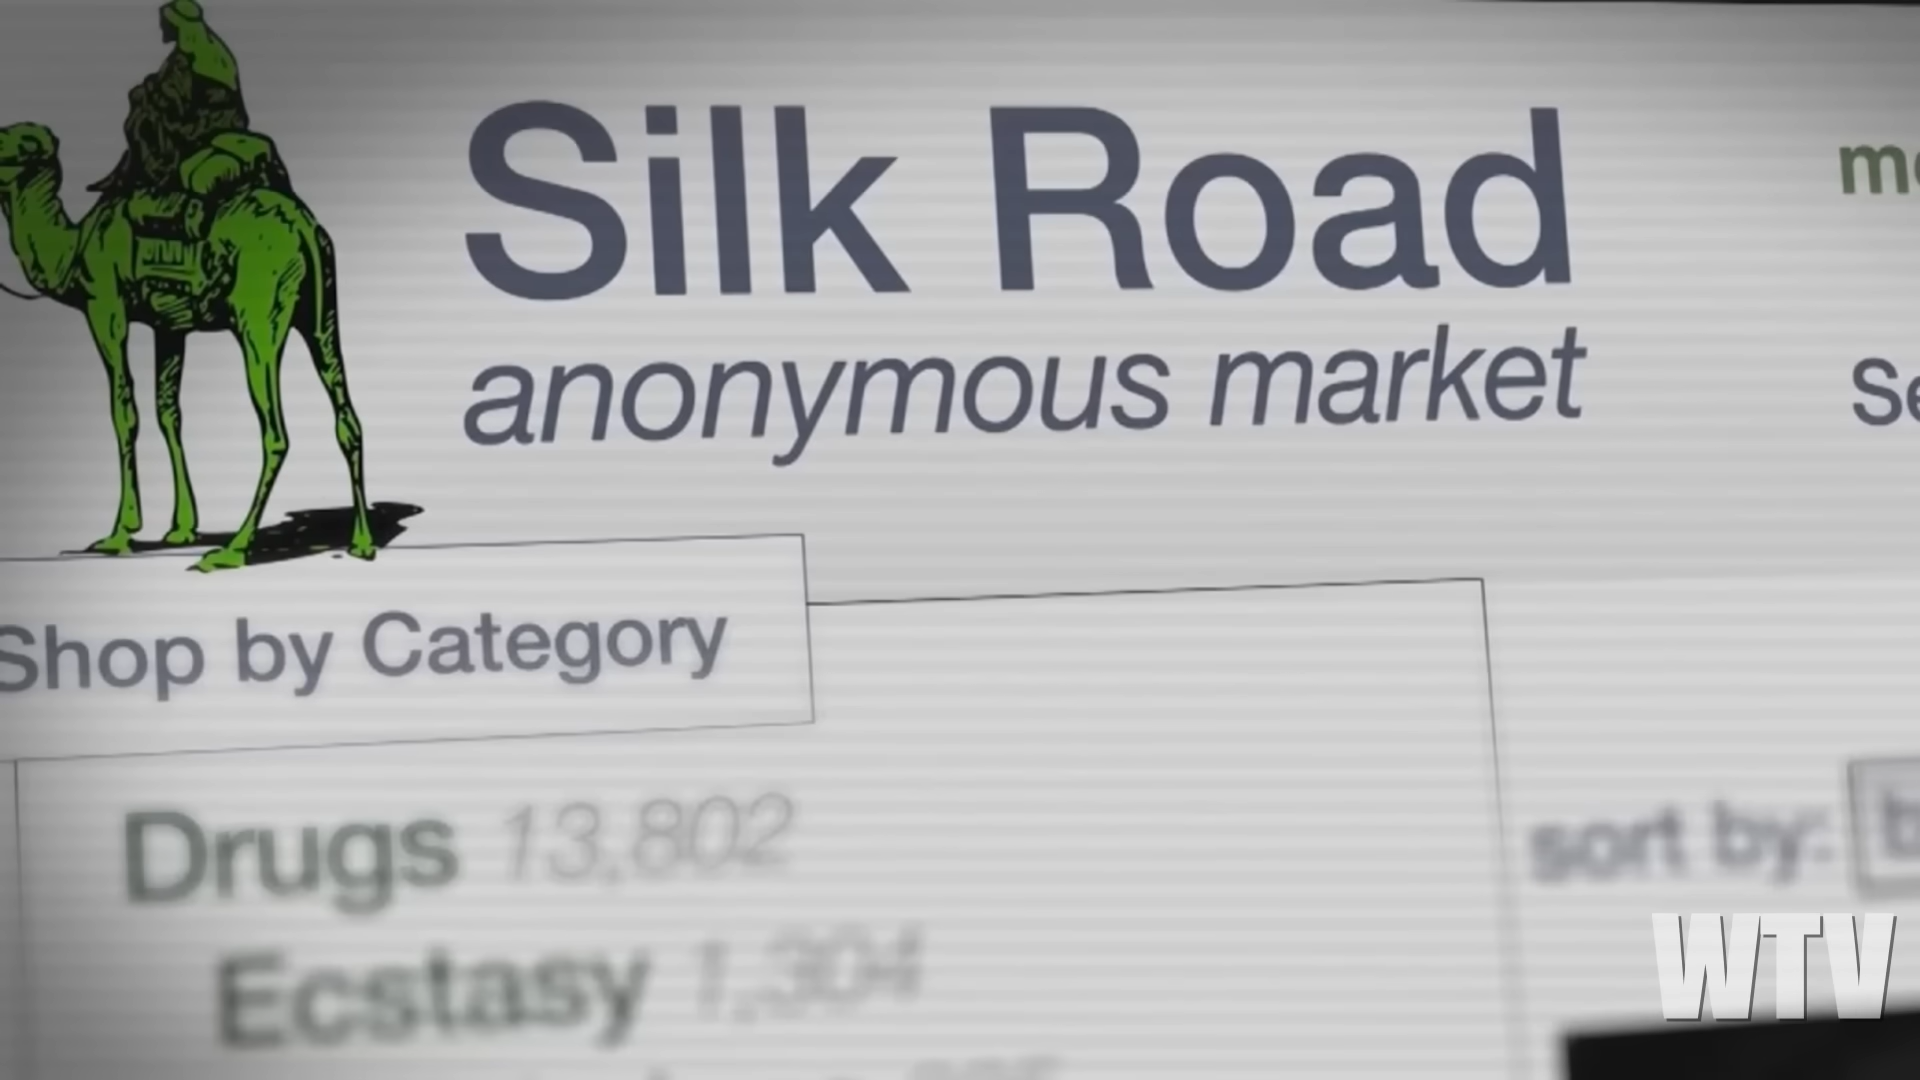 Silk Road
anonymous market
Shop by Category
Drugs 13,802
Ecstasy 1,304
sort by:
WTV